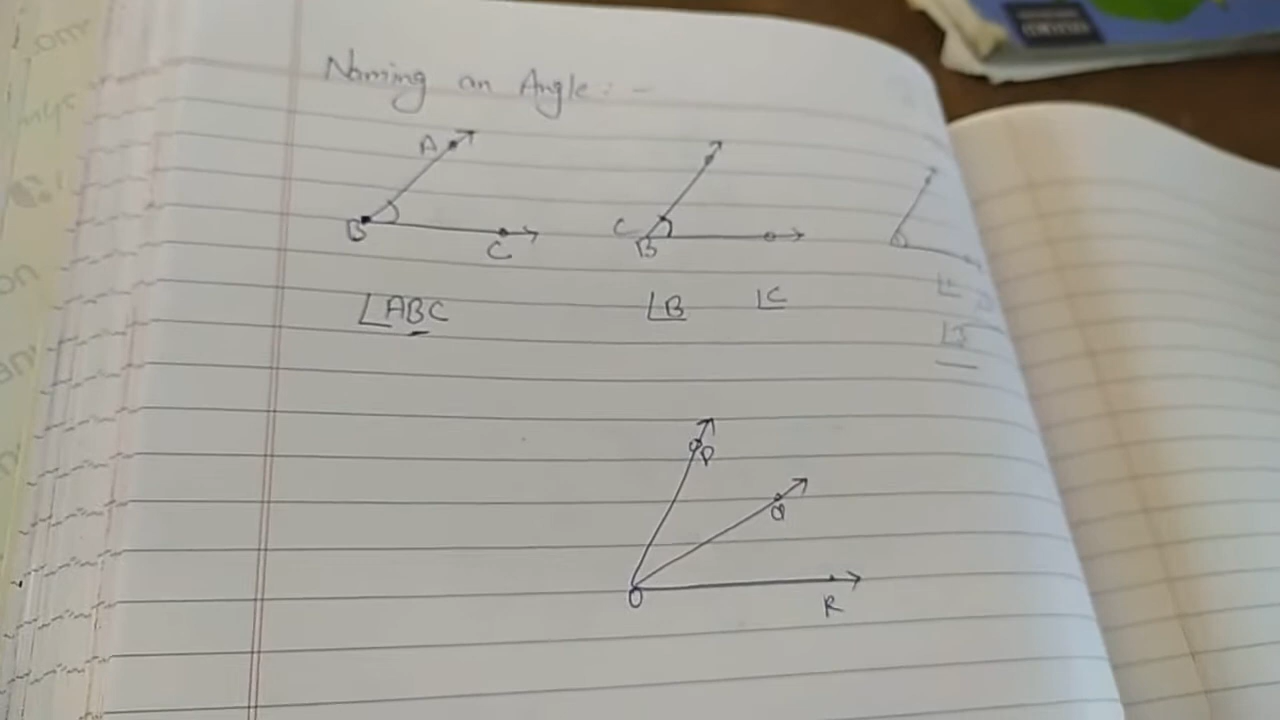 Naming an Angle :-
A
B
C
C
B
∠ABC
∠B
∠C
P
Q
O
R